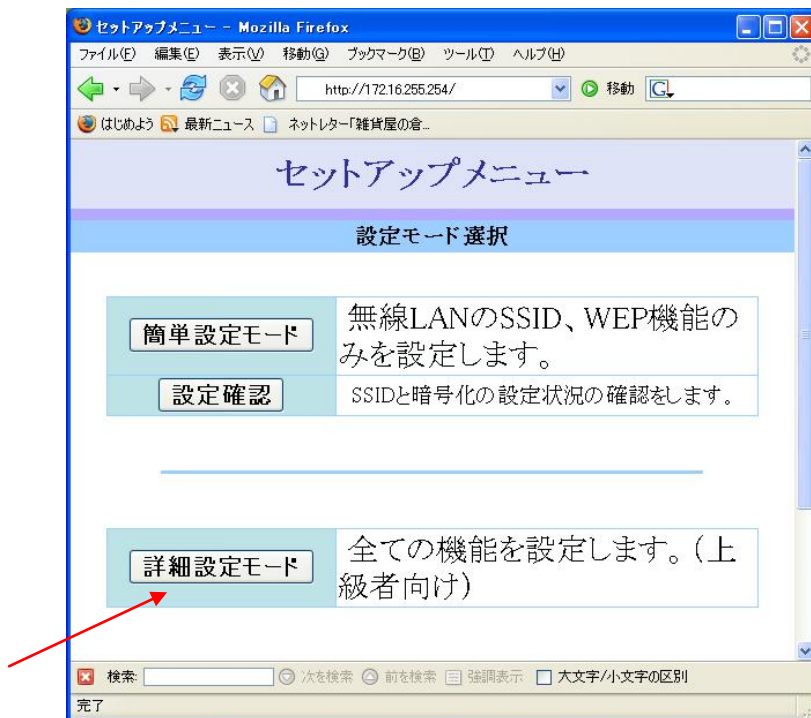 セットアップメニュー - Mozilla Firefox
ファイル(F) 編集(E) 表示(V) 移動(G) ブックマーク(B) ツール(T) ヘルプ(H)
http://172.16.255.254/ 移動 G
はじめよう 最新ニュース ネットレター「雑貨屋の倉...
セットアップメニュー
設定モード選択
簡単設定モード
無線LANのSSID、WEP機能の
みを設定します。
設定確認 SSIDと暗号化の設定状況の確認をします。
詳細設定モード
全ての機能を設定します。(上
級者向け)
検索: 次を検索 前を検索 強調表示 大文字/小文字の区別
完了